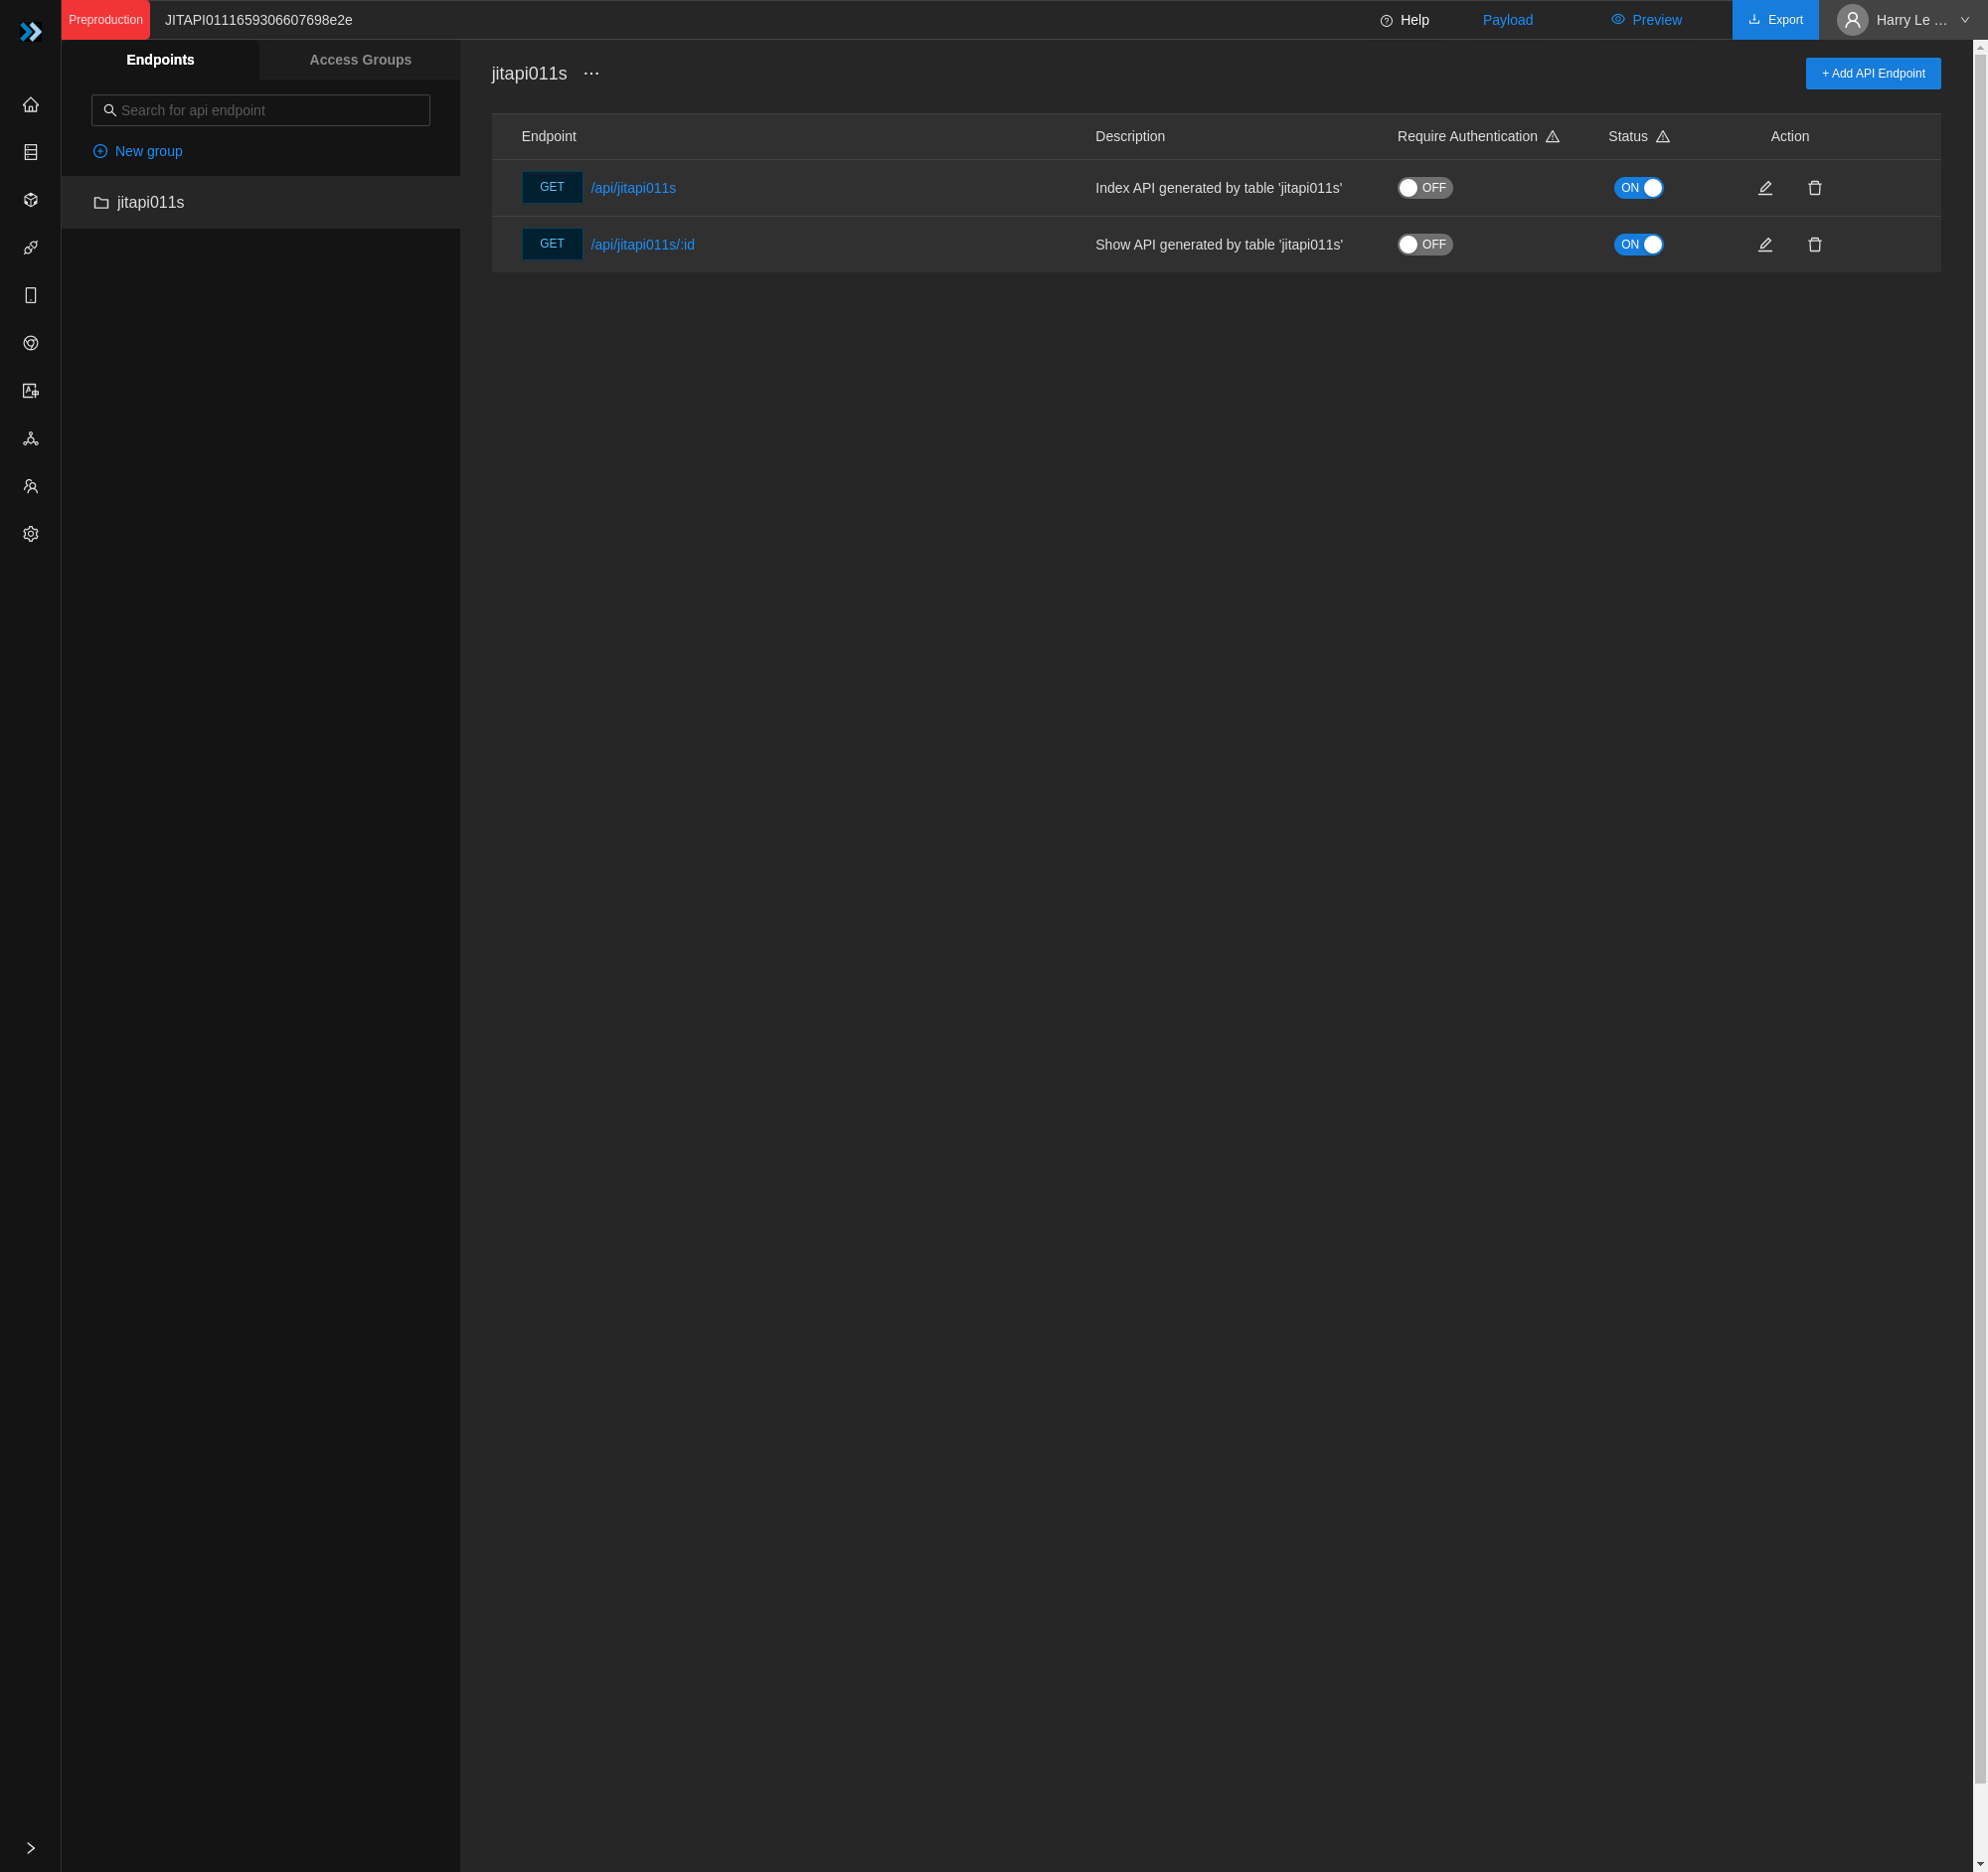 Preproduction JITAPI0111659306607698e2e Help Payload Preview Export Harry Le ...
Endpoints Access Groups
Search for api endpoint
New group
jitapi011s
jitapi011s ···
+ Add API Endpoint
Endpoint Description Require Authentication Status Action
GET /api/jitapi011s Index API generated by table 'jitapi011s' OFF ON
GET /api/jitapi011s/:id Show API generated by table 'jitapi011s' OFF ON